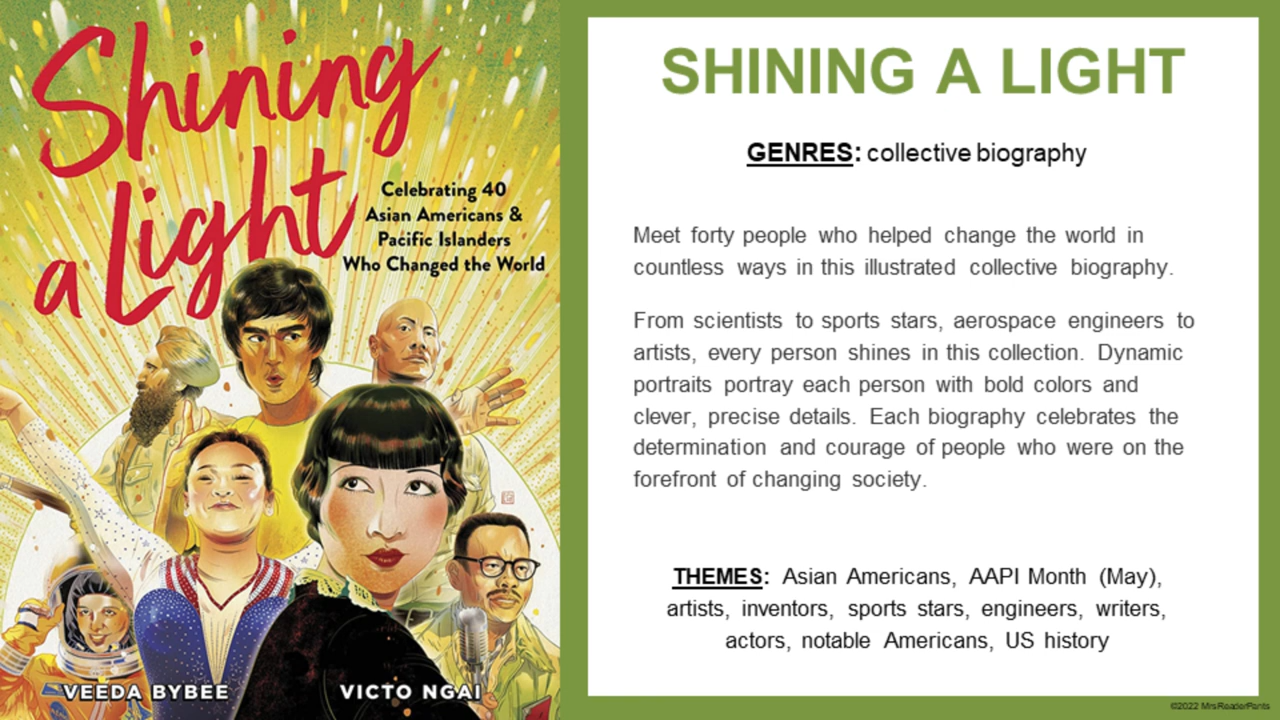 Shining
a Light
Celebrating 40
Asian Americans &
Pacific Islanders
Who Changed the World
VEEDA BYBEE
VICTO NGAI
SHINING A LIGHT
GENRES: collective biography
Meet forty people who helped change the world in
countless ways in this illustrated collective biography.
From scientists to sports stars, aerospace engineers to
artists, every person shines in this collection. Dynamic
portraits portray each person with bold colors and
clever, precise details. Each biography celebrates the
determination and courage of people who were on the
forefront of changing society.
THEMES: Asian Americans, AAPI Month (May),
artists, inventors, sports stars, engineers, writers,
actors, notable Americans, US history
©2022 MrsReaderPants